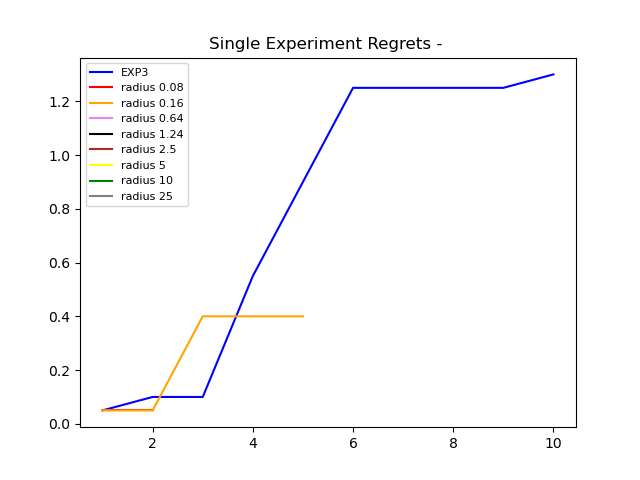 Single Experiment Regrets -
EXP3
radius 0.08
radius 0.16
radius 0.64
radius 1.24
radius 2.5
radius 5
radius 10
radius 25
1.2
1.0
0.8
0.6
0.4
0.2
0.0
2 4 6 8 10